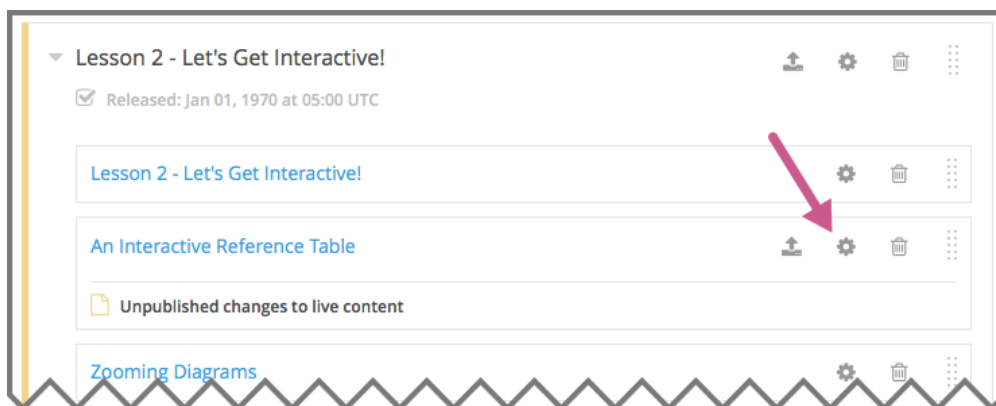 Lesson 2 - Let's Get Interactive!
Released: Jan 01, 1970 at 05:00 UTC
Lesson 2 - Let's Get Interactive!
An Interactive Reference Table
Unpublished changes to live content
Zooming Diagrams